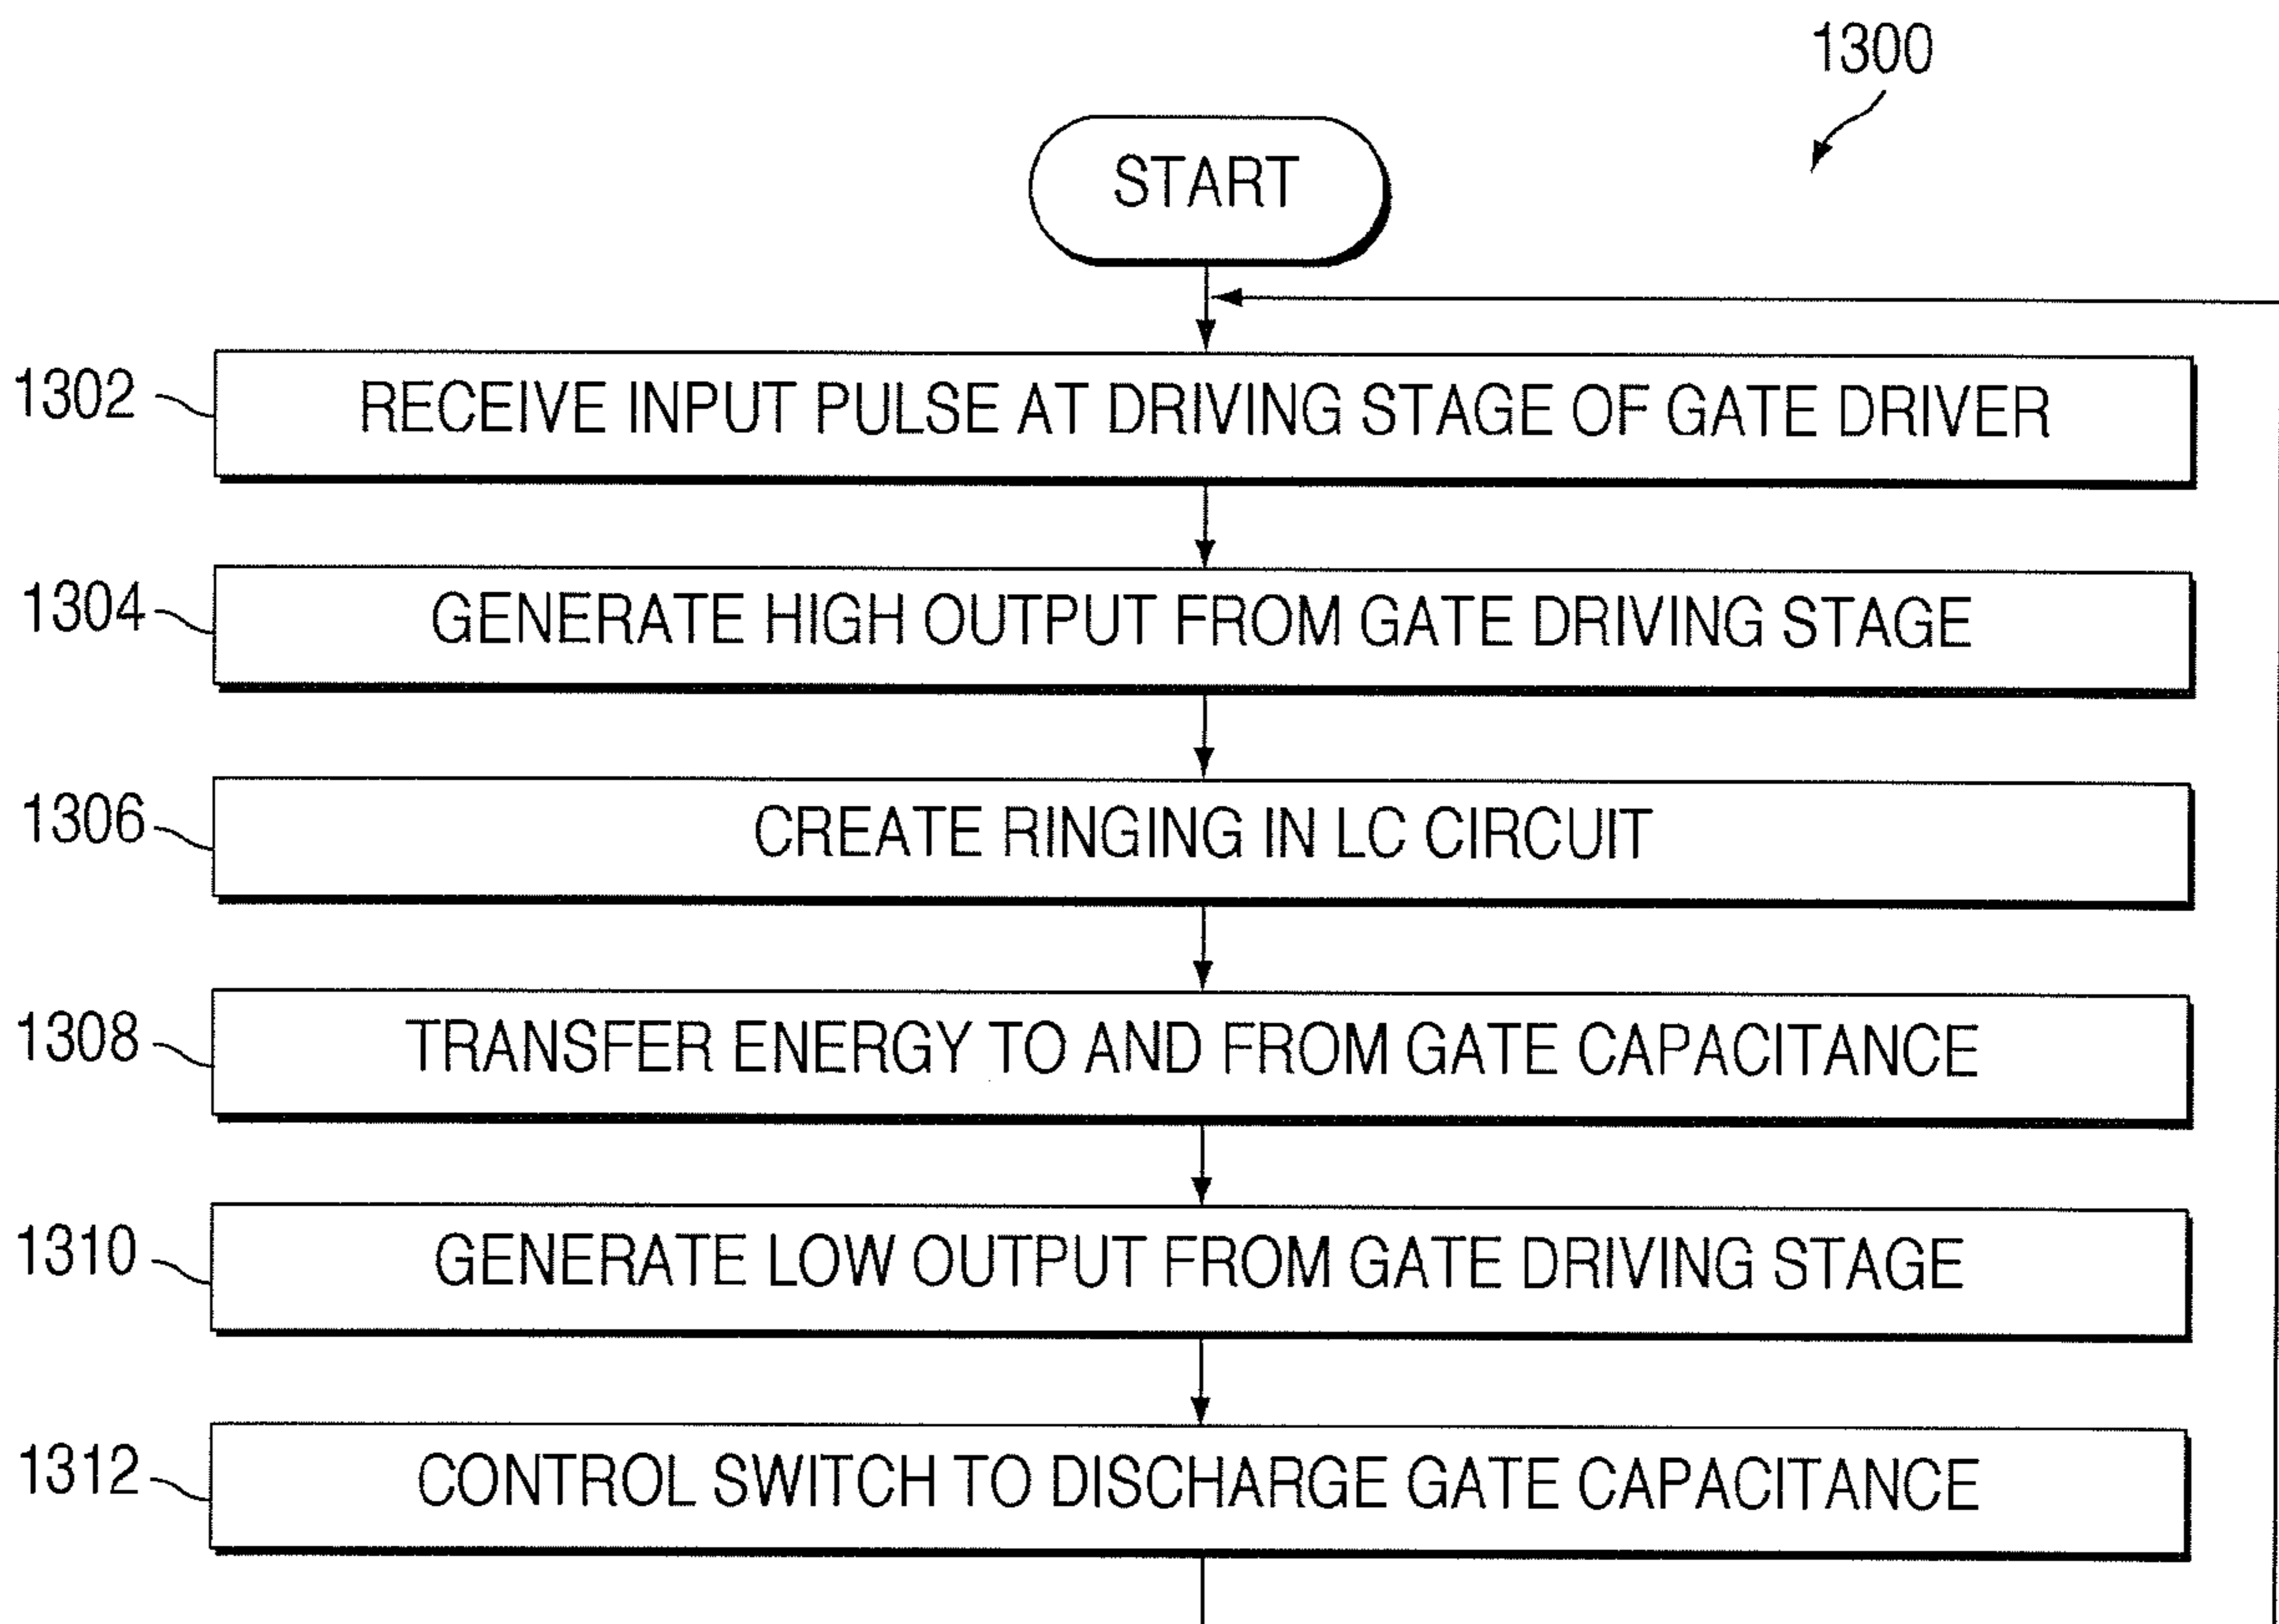 1300
START
1302 RECEIVE INPUT PULSE AT DRIVING STAGE OF GATE DRIVER
1304 GENERATE HIGH OUTPUT FROM GATE DRIVING STAGE
1306 CREATE RINGING IN LC CIRCUIT
1308 TRANSFER ENERGY TO AND FROM GATE CAPACITANCE
1310 GENERATE LOW OUTPUT FROM GATE DRIVING STAGE
1312 CONTROL SWITCH TO DISCHARGE GATE CAPACITANCE